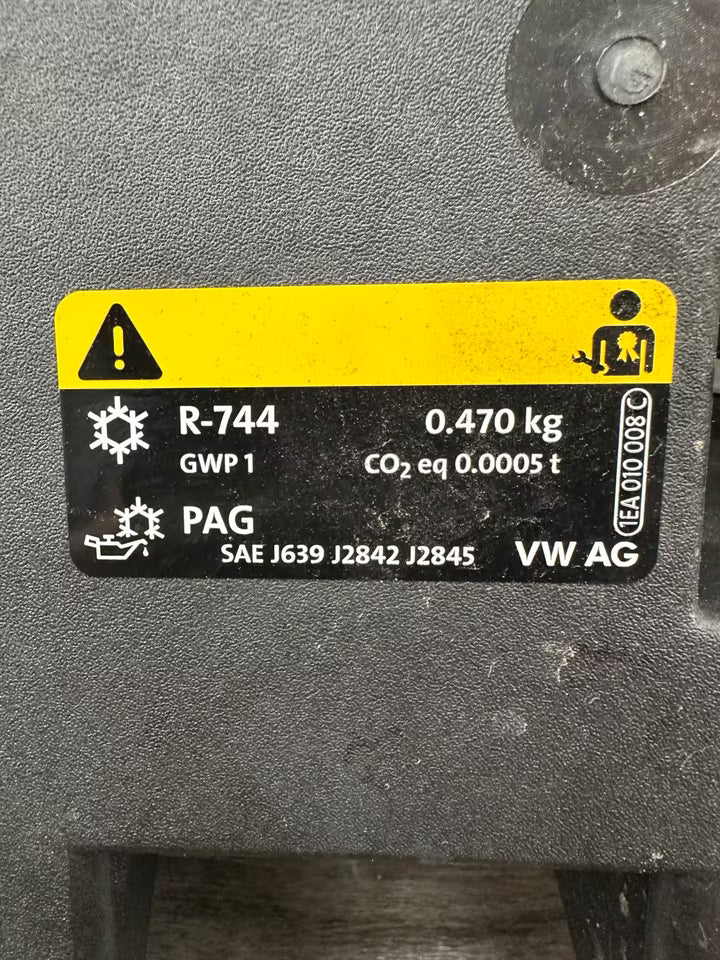 R-744 0.470 kg
GWP 1 CO₂ eq 0.0005 t
PAG
SAE J639 J2842 J2845 VW AG
1EA 010 008 C